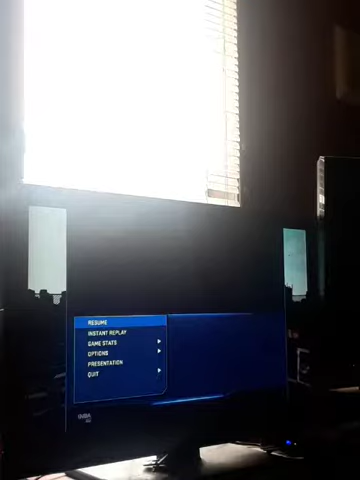 RESUME
INSTANT REPLAY
GAME STATS
OPTIONS
PRESENTATION
QUIT